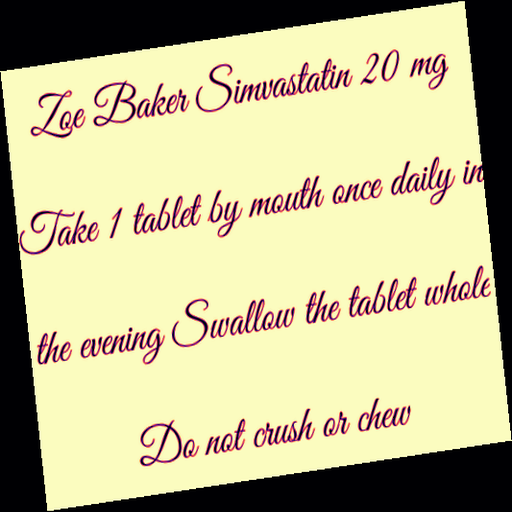 Zoe Baker Simvastatin 20 mg
Take 1 tablet by mouth once daily in
the evening Swallow the tablet whole
Do not crush or chew